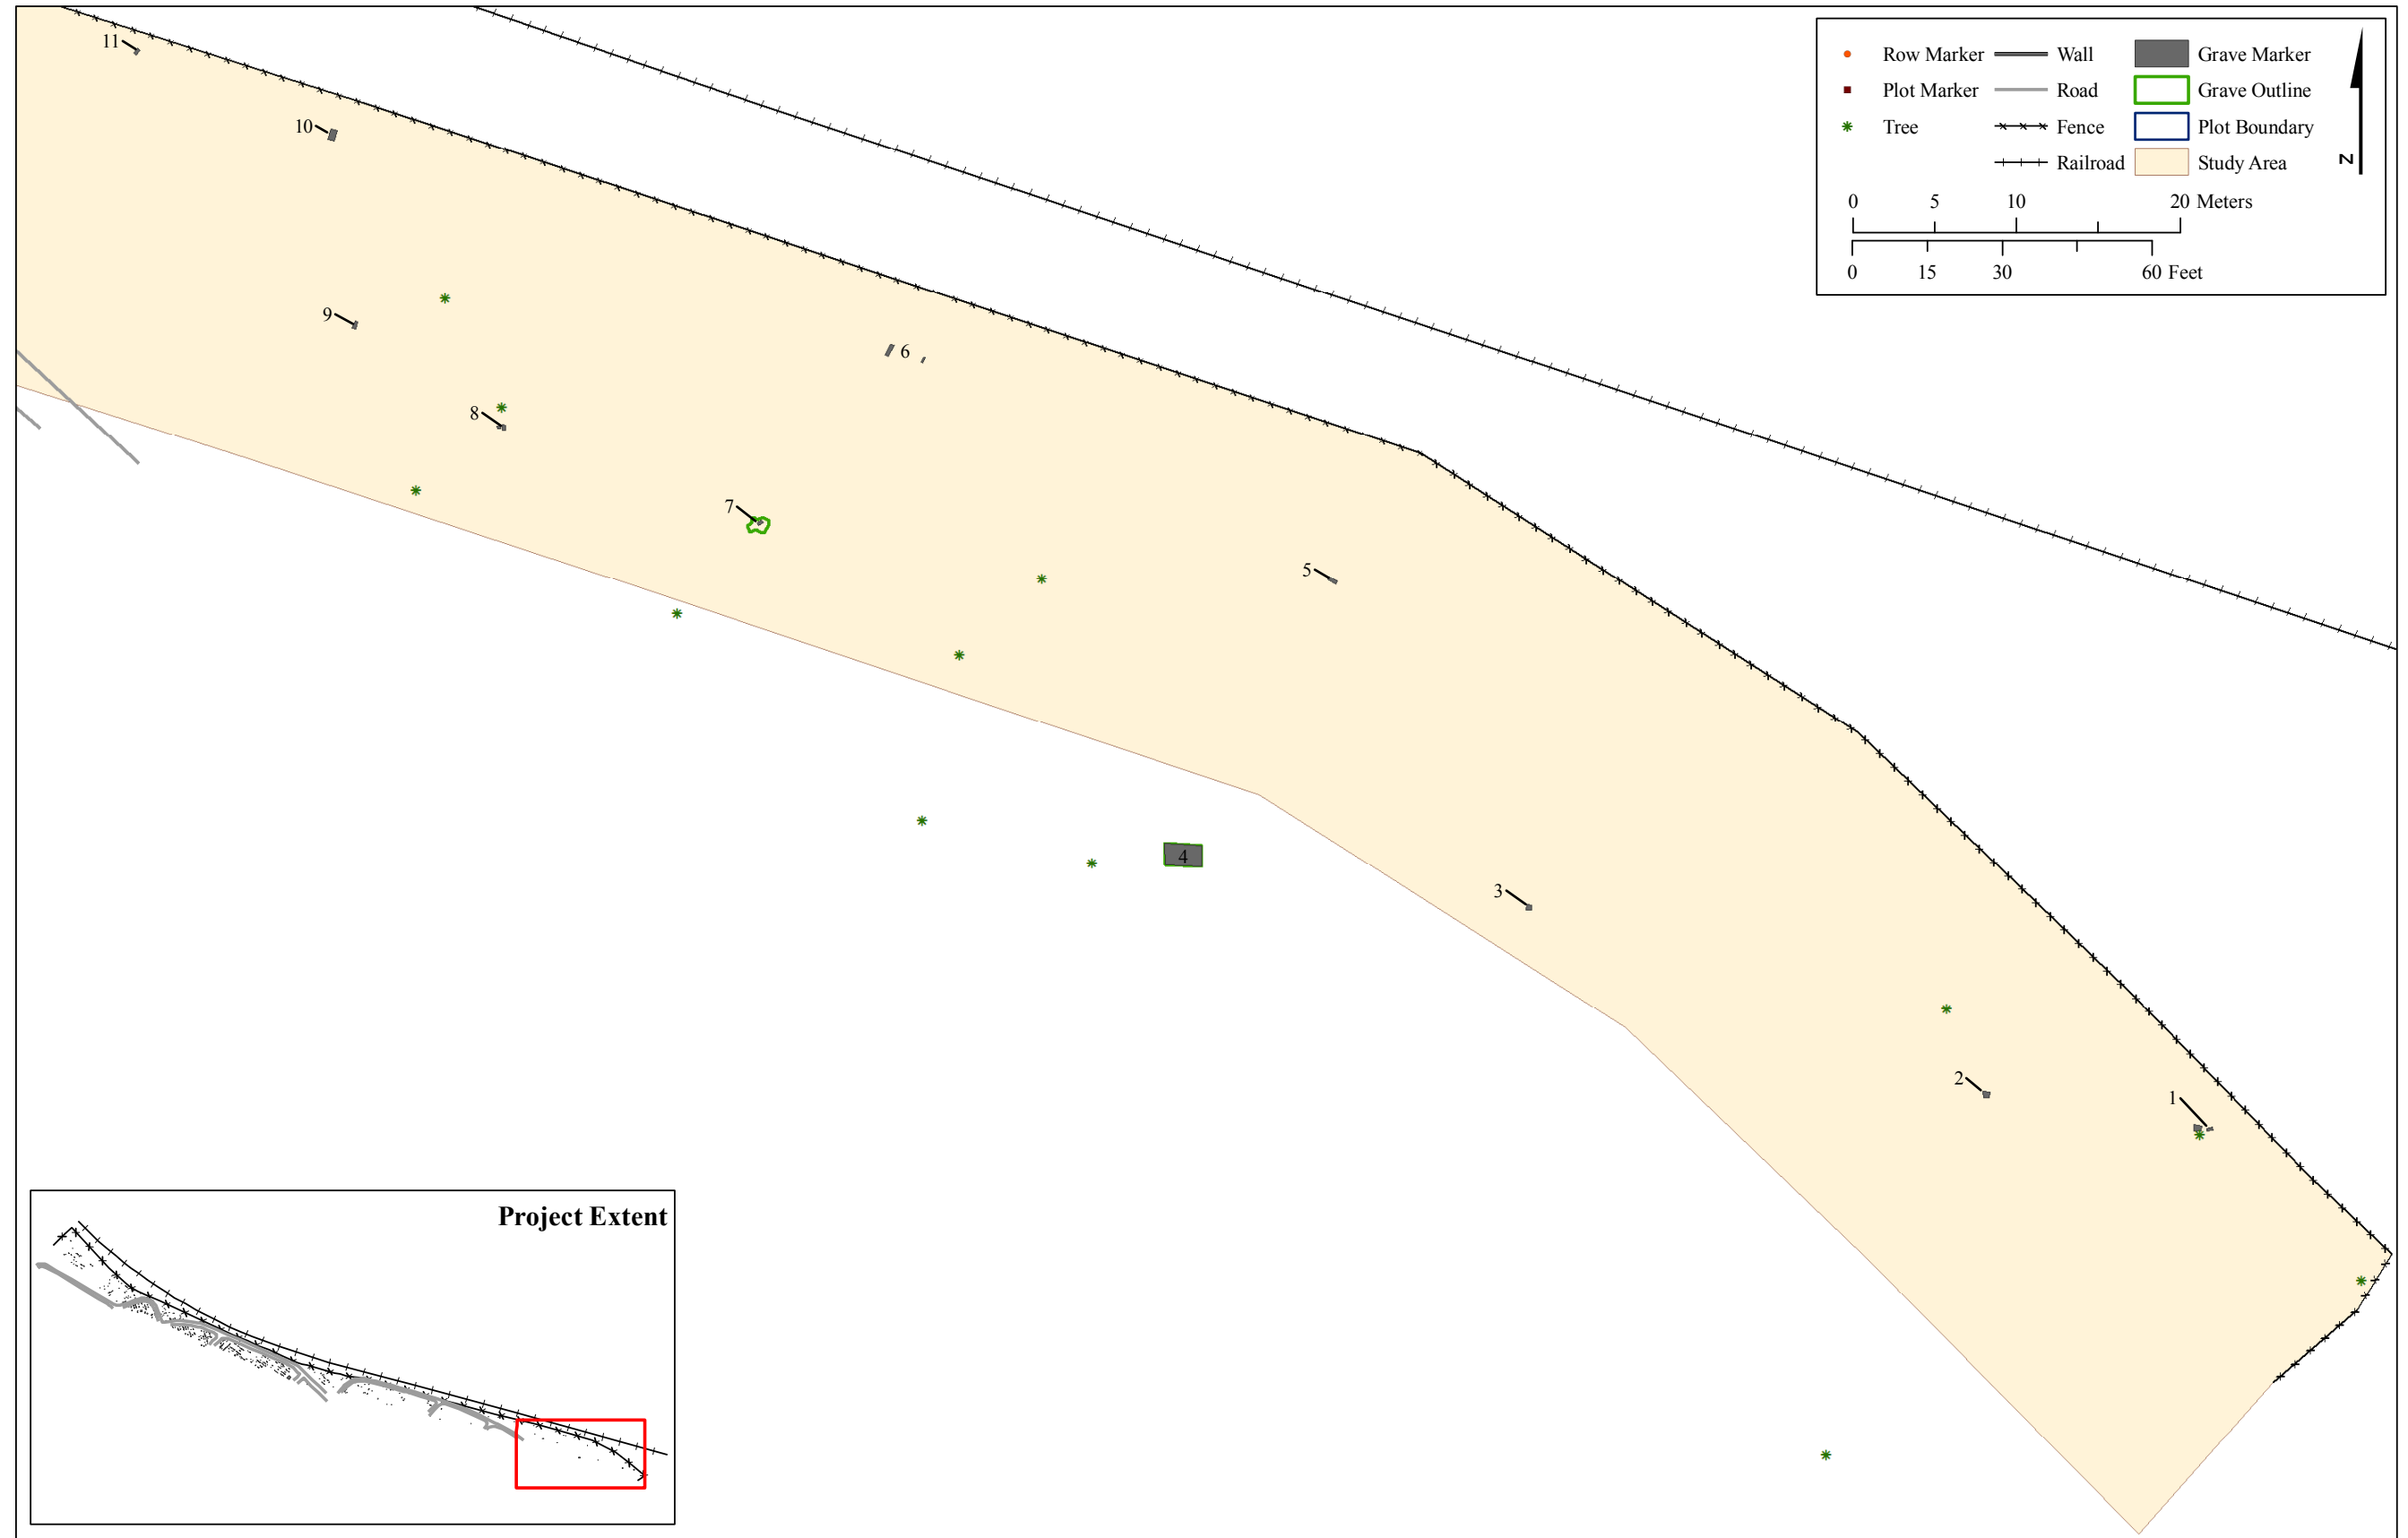 11
10
9
8
7
6
5
4
3
2
1
Row Marker
Plot Marker
Tree
Wall
Road
Fence
Railroad
Grave Marker
Grave Outline
Plot Boundary
Study Area
N
0 5 10 20 Meters
0 15 30 60 Feet
Project Extent